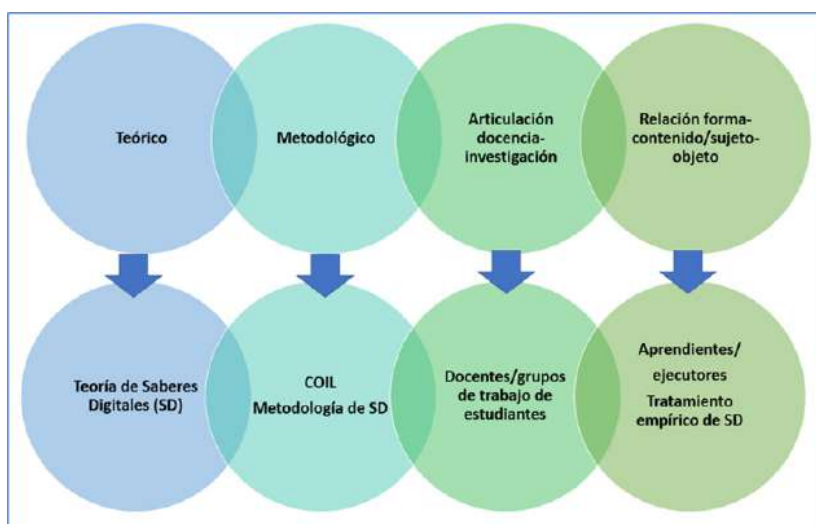 Teórico
Metodológico
Articulación
docencia-
investigación
Relación forma-
contenido/sujeto-
objeto
Teoría de Saberes
Digitales (SD)
COIL
Metodología de SD
Docentes/grupos
de trabajo de
estudiantes
Aprendientes/
ejecutores
Tratamiento
empírico de SD